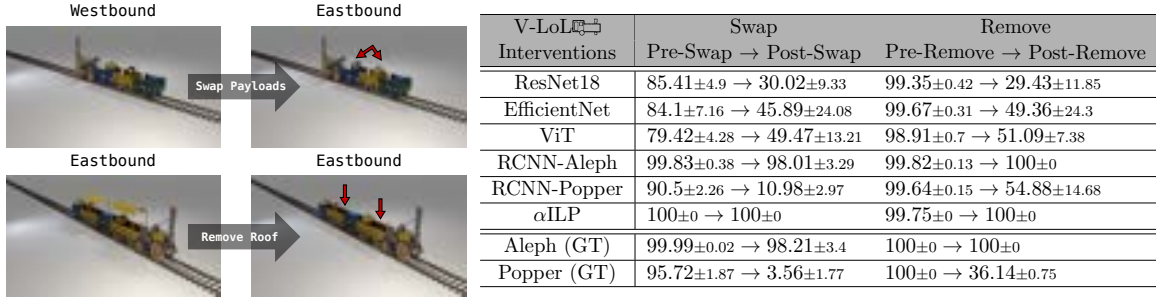 Westbound
Eastbound
Swap Payloads
Eastbound
Eastbound
Remove Roof
V-LoL Swap Remove
Interventions Pre-Swap → Post-Swap Pre-Remove → Post-Remove
ResNet18 85.41±4.9 → 30.02±9.33 99.35±0.42 → 29.43±11.85
EfficientNet 84.1±7.16 → 45.89±24.08 99.67±0.31 → 49.36±24.3
ViT 79.42±4.28 → 49.47±13.21 98.91±0.7 → 51.09±7.38
RCNN-Aleph 99.83±0.38 → 98.01±3.29 99.82±0.13 → 100±0
RCNN-Popper 90.5±2.26 → 10.98±2.97 99.64±0.15 → 54.88±14.68
αILP 100±0 → 100±0 99.75±0 → 100±0
Aleph (GT) 99.99±0.02 → 98.21±3.4 100±0 → 100±0
Popper (GT) 95.72±1.87 → 3.56±1.77 100±0 → 36.14±0.75